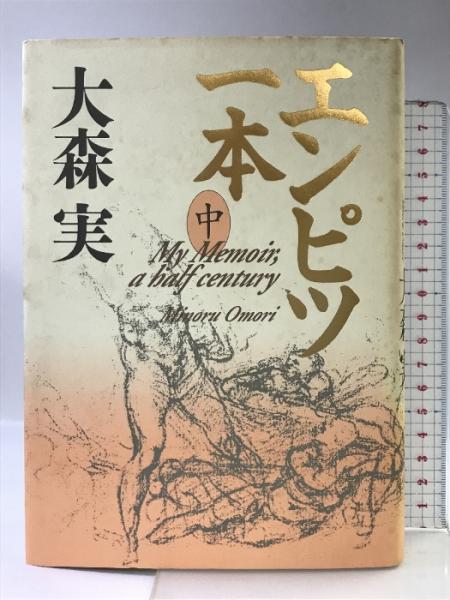 エンピツ
一本
中
大森 実
My Memoir,
a half century
Minoru Omori